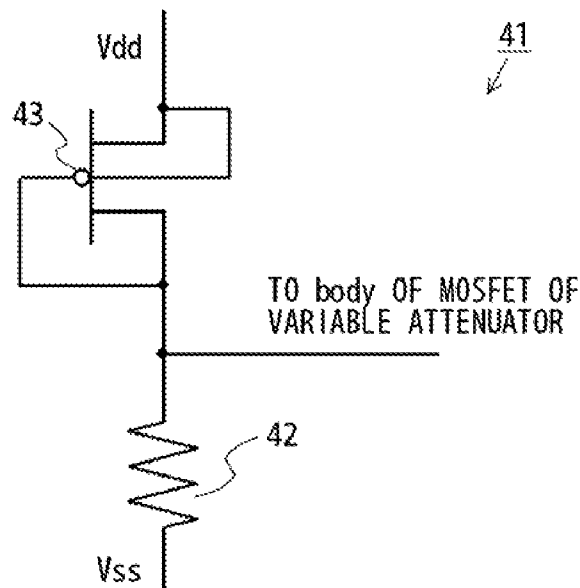 Vdd
41
43
TO body OF MOSFET OF
VARIABLE ATTENUATOR
42
Vss